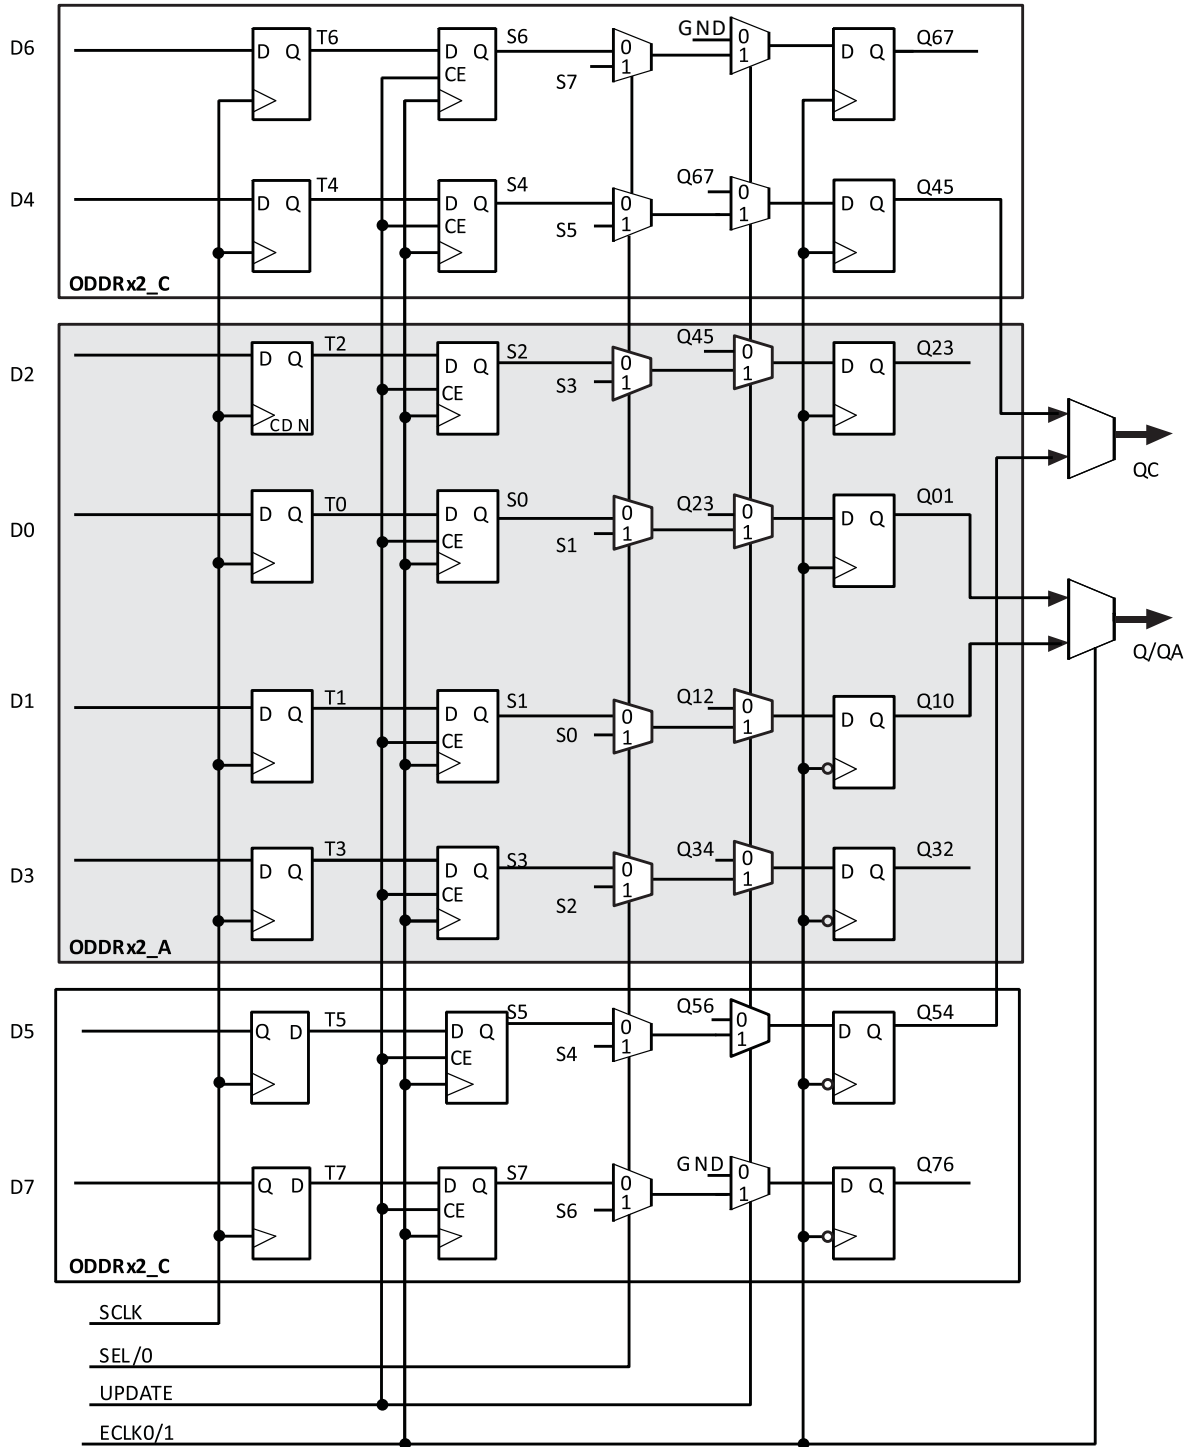 GND
D6 D Q T6 D Q S6 0 0 D Q Q67
CE 1 1
S7
D4 D Q T4 D Q S4 0 Q67 0 D Q Q45
CE S5 1 1
ODDRx2_C
D2 D Q T2 D Q S2 0 Q45 0 D Q Q23
CE S3 1 1
CD N
QC
D0 D Q T0 D Q S0 0 Q23 0 D Q Q01
CE S1 1 1
Q/QA
D1 D Q T1 D Q S1 0 Q12 0 D Q Q10
CE S0 1 1
D3 D Q T3 D Q S3 0 Q34 0 D Q Q32
CE S2 1 1
ODDRx2_A
D5 Q D T5 D Q S5 0 Q56 0 D Q Q54
CE S4 1 1
D7 Q D T7 D Q S7 0 GND 0 D Q Q76
CE S6 1 1
ODDRx2_C
SCLK
SEL/0
UPDATE
ECLK0/1